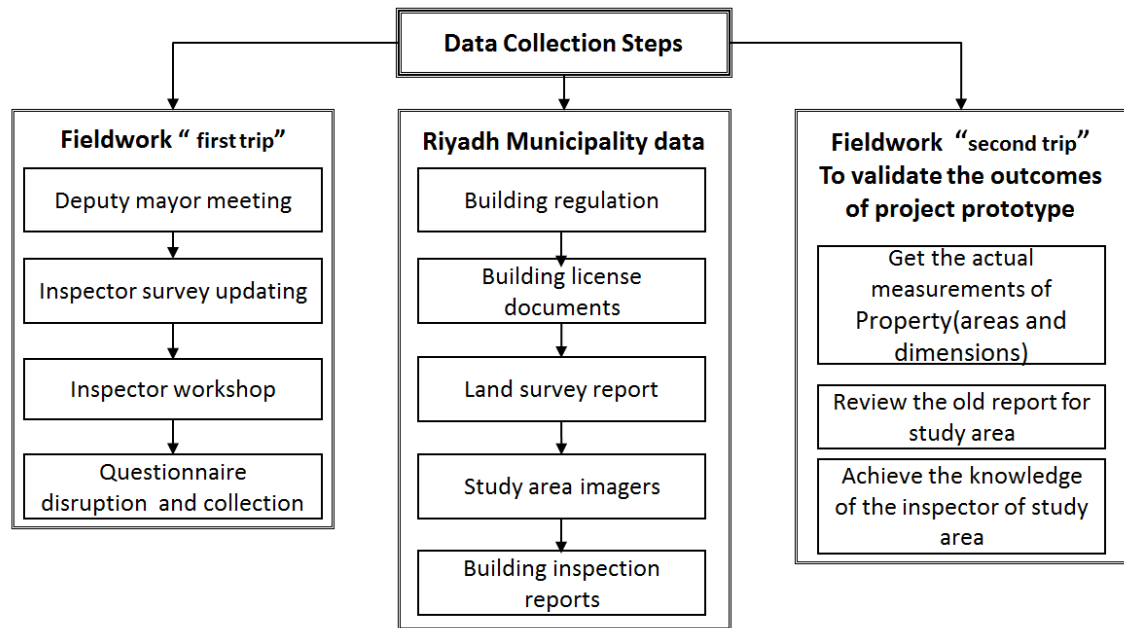 Data Collection Steps
Fieldwork “ first trip”
Deputy mayor meeting
Inspector survey updating
Inspector workshop
Questionnaire
disruption and collection
Riyadh Municipality data
Building regulation
Building license
documents
Land survey report
Study area imagers
Building inspection
reports
Fieldwork “second trip”
To validate the outcomes
of project prototype
Get the actual
measurements of
Property(areas and
dimensions)
Review the old report for
study area
Achieve the knowledge
of the inspector of study
area